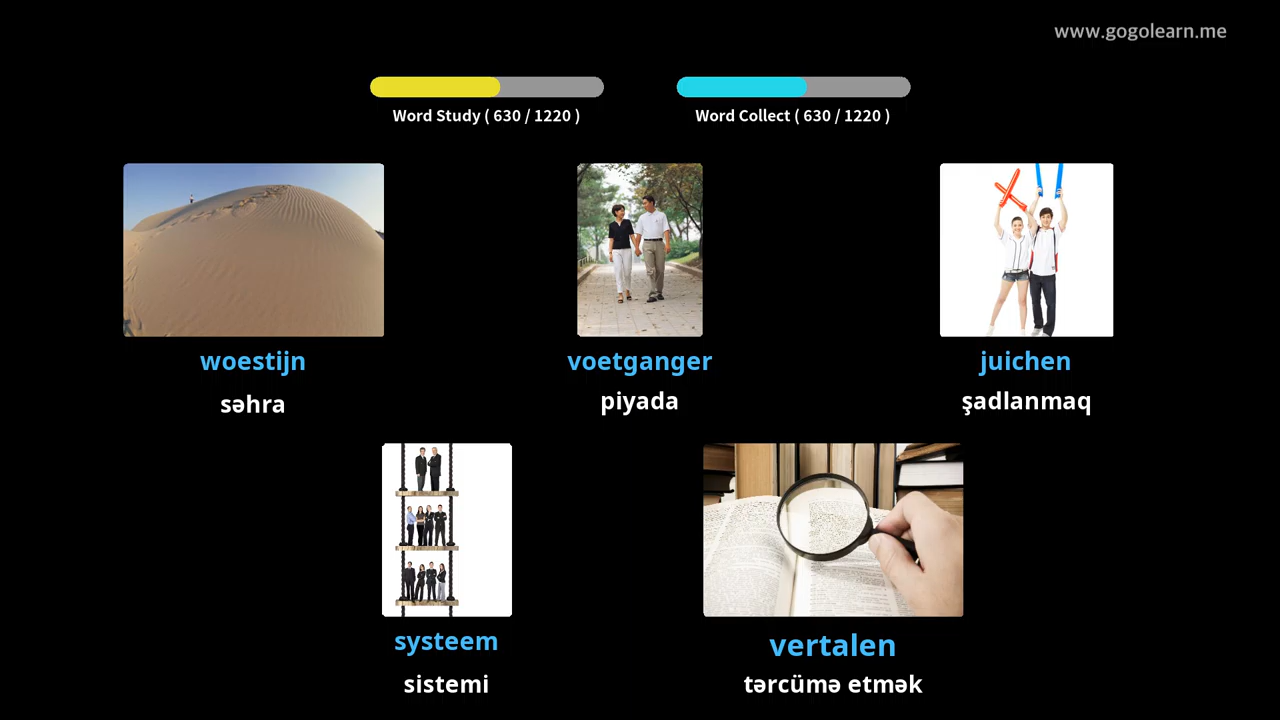 www.gogolearn.me
Word Study ( 630 / 1220 )
Word Collect ( 630 / 1220 )
woestijn
səhra
voetganger
piyada
juichen
şadlanmaq
systeem
sistemi
vertalen
tərcümə etmək